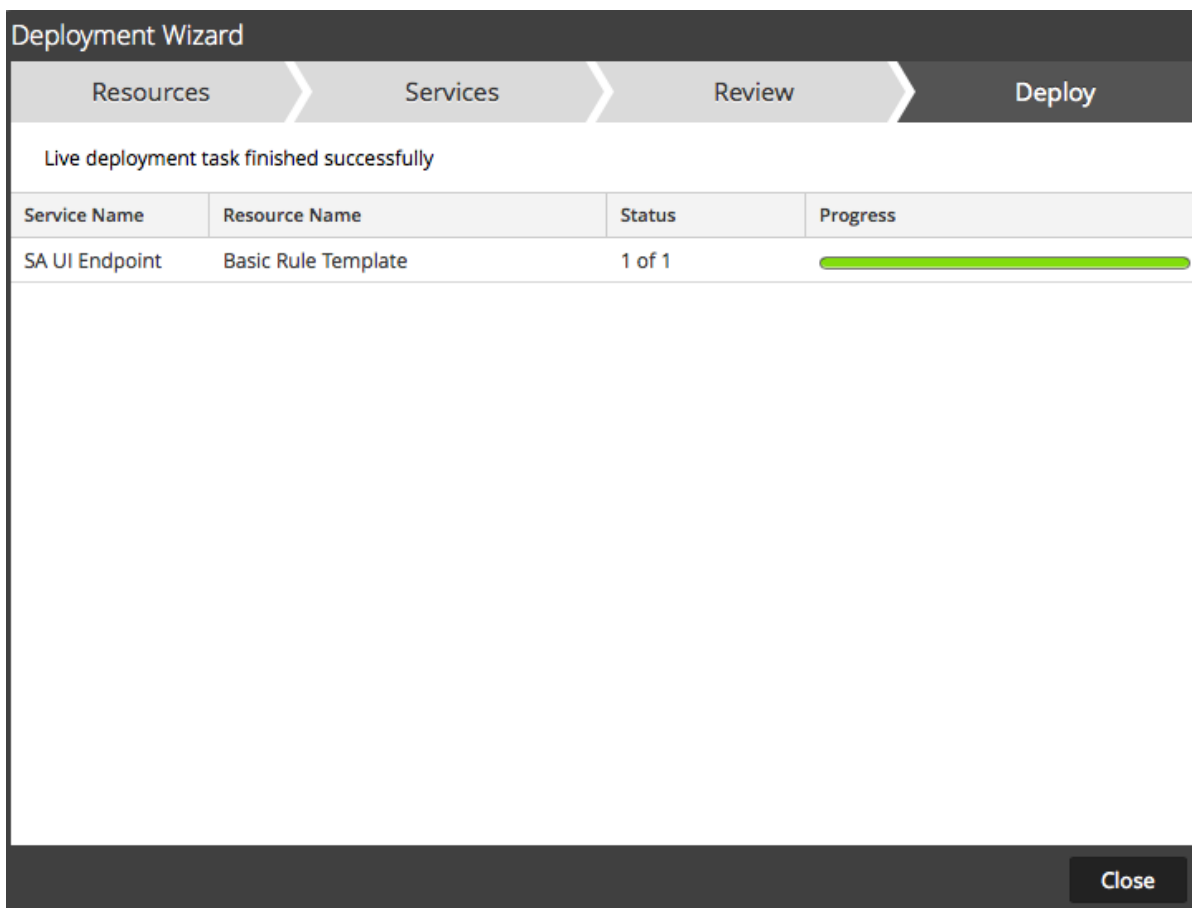 Deployment Wizard
Resources Services Review Deploy
Live deployment task finished successfully
Service Name Resource Name Status Progress
SA UI Endpoint Basic Rule Template 1 of 1
Close